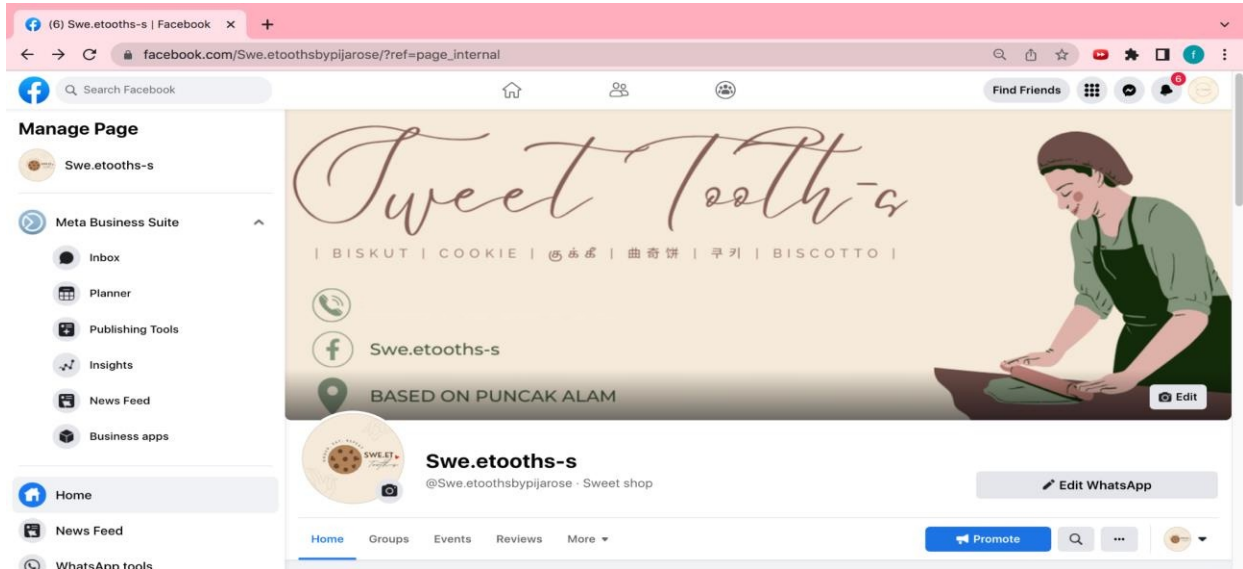 (6) Swe.etooths-s | Facebook
facebook.com/Swe.etoothsbypijarose/?ref=page_internal
f
Search Facebook
Find Friends
6
Manage Page
Swe.etooths-s
Meta Business Suite
Inbox
Planner
Publishing Tools
Insights
News Feed
Business apps
Home
News Feed
WhatsApp tools
Sweet Tooth-s
| BISKUT | COOKIE | குக்கீ | 曲奇饼 | 쿠키 | BISCOTTO |
Swe.etooths-s
BASED ON PUNCAK ALAM
Edit
SWE.ET
Tooth-s
Swe.etooths-s
@Swe.etoothsbypijarose · Sweet shop
Edit WhatsApp
Home Groups Events Reviews More
Promote